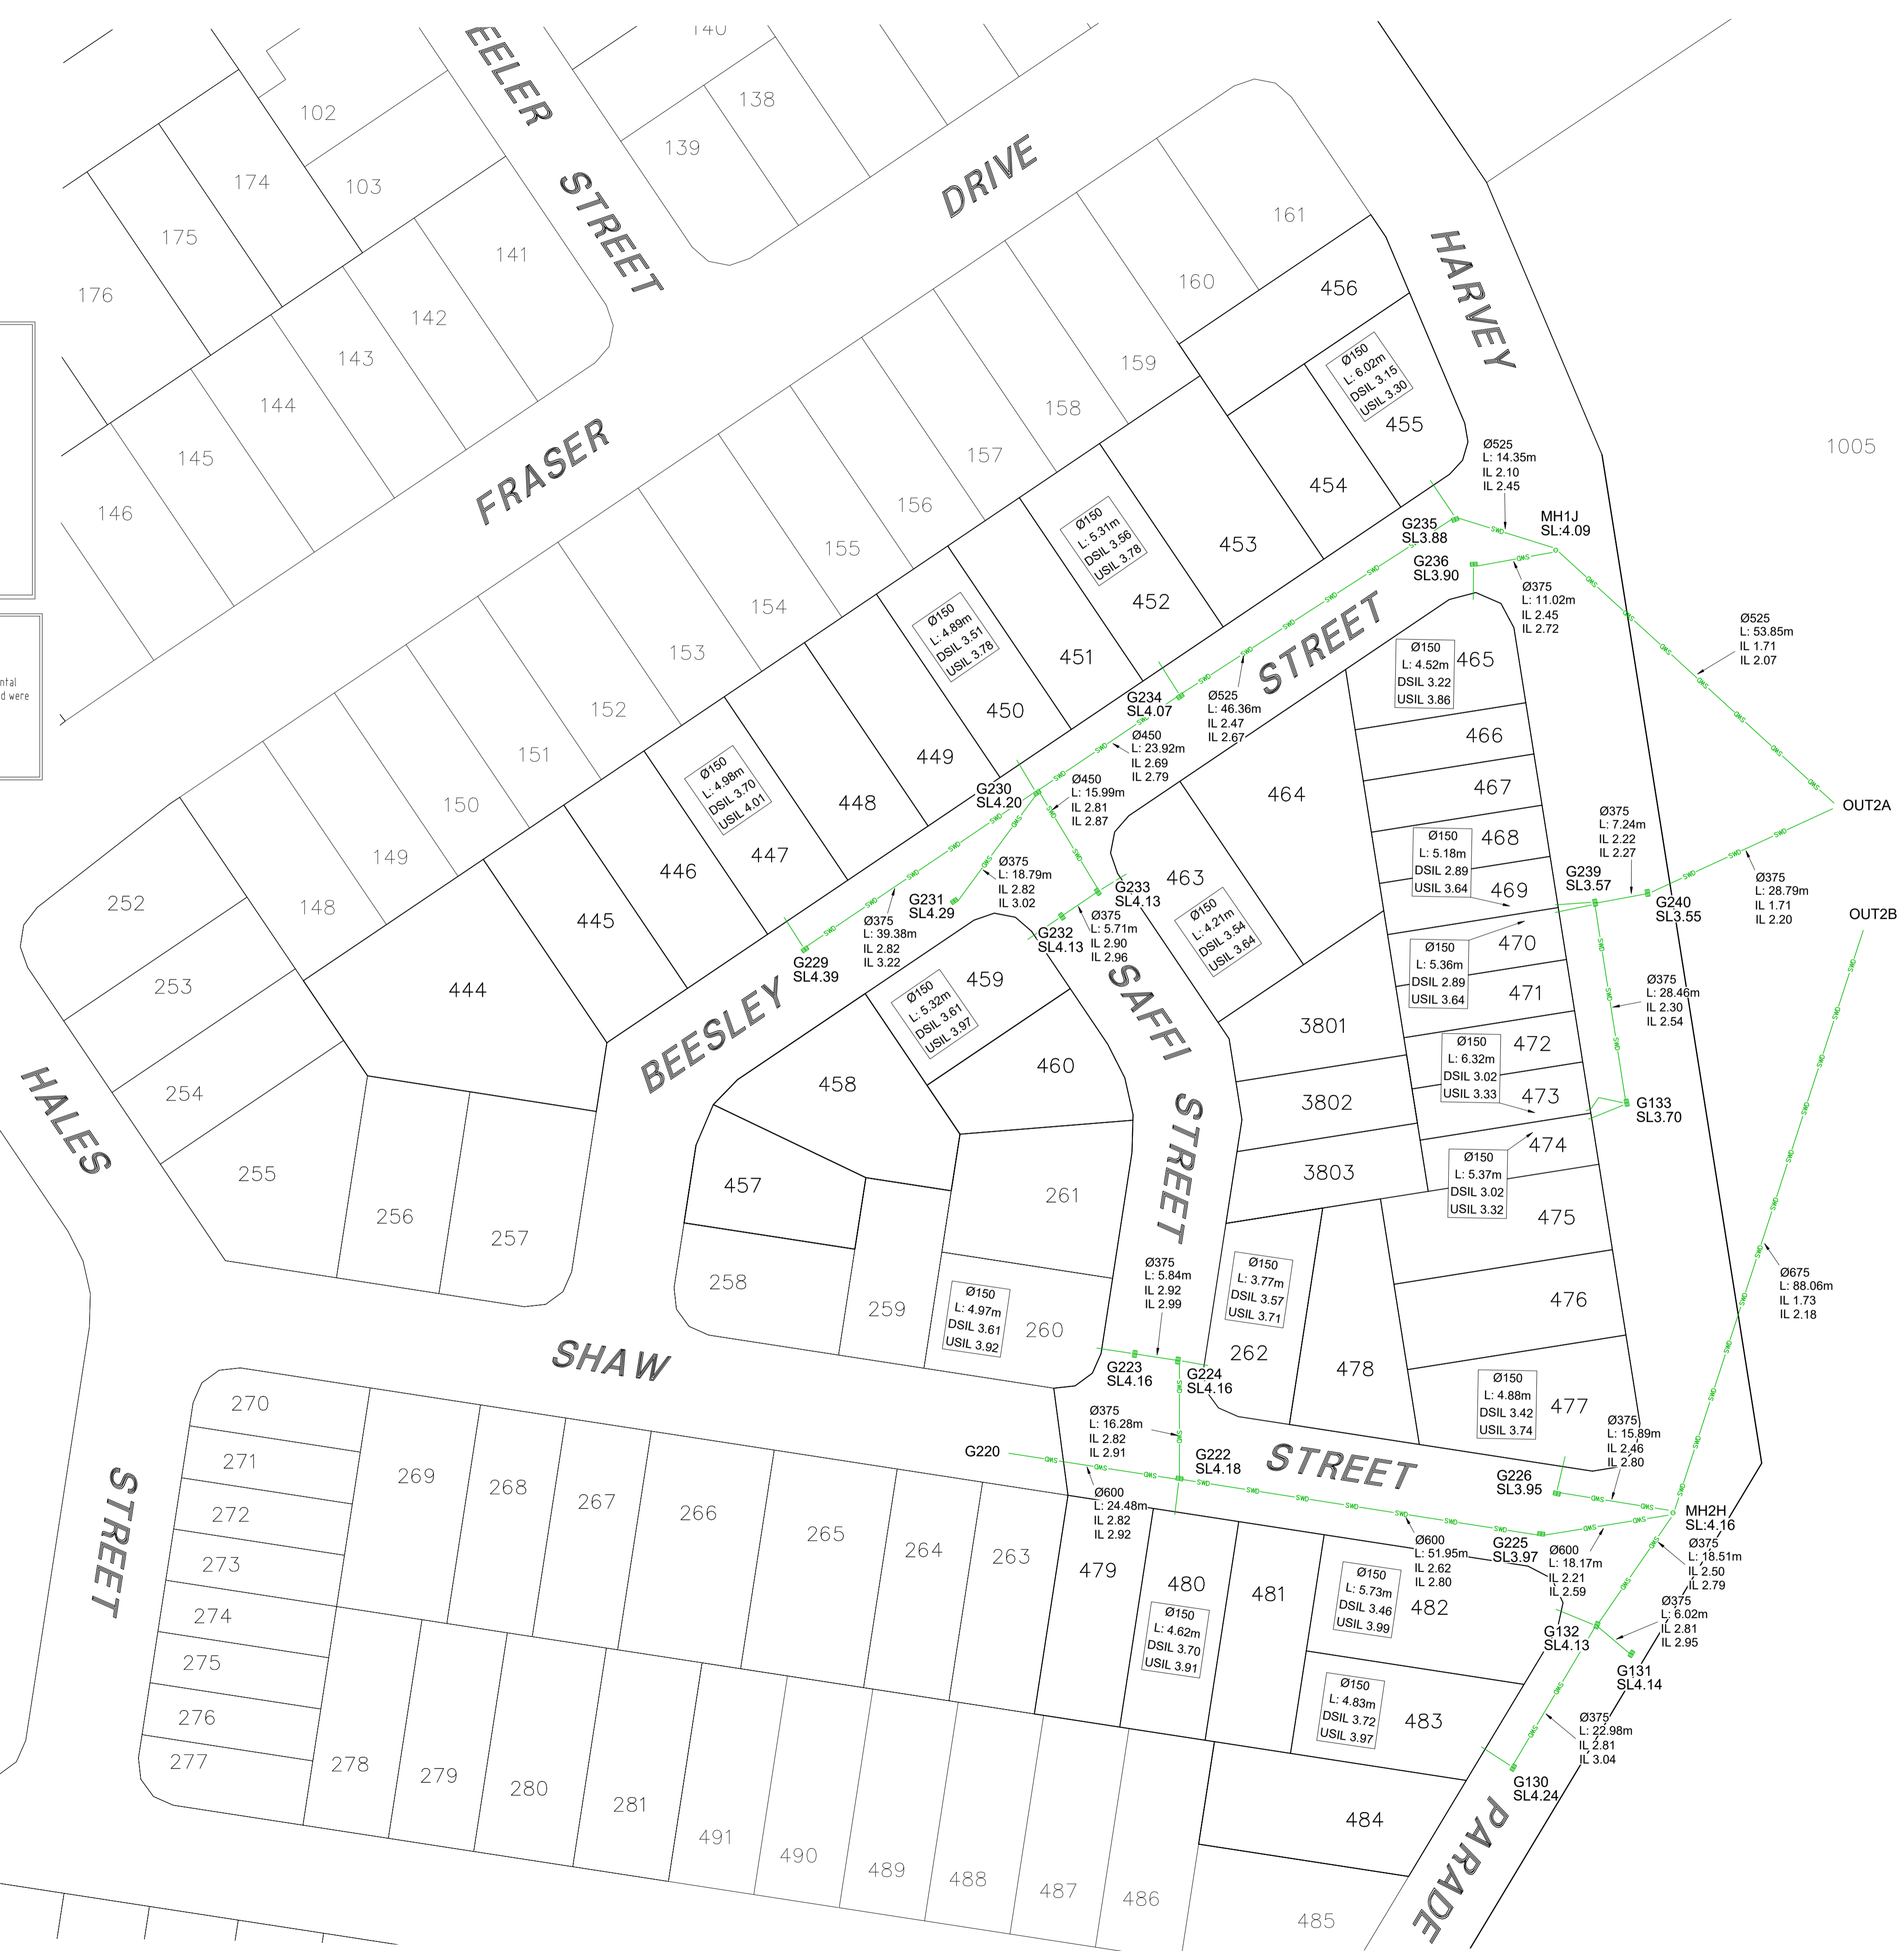 EELER
STREET
140
138
139
102
103
174
175
176
141
142
143
144
145
146
DRIVE
FRASER
HARVEY
161
160
159
158
157
156
155
154
153
152
151
150
149
148
252
253
254
255
256
257
HALES
STREET
1005
456
455
454
453
452
451
450
449
448
447
446
445
444
Ø150
L: 6.02m
DSIL 3.15
USIL 3.30
Ø150
L: 5.31m
DSIL 3.56
USIL 3.78
Ø150
L: 4.89m
DSIL 3.51
USIL 3.78
Ø150
L: 4.98m
DSIL 3.70
USIL 4.01
Ø525
L: 14.35m
IL 2.10
IL 2.45
MH1J
SL:4.09
G235
SL3.88
G236
SL3.90
Ø375
L: 11.02m
IL 2.45
IL 2.72
Ø525
L: 53.85m
IL 1.71
IL 2.07
OUT2A
OUT2B
G234
SL4.07
Ø525
L: 46.36m
IL 2.47
IL 2.67
Ø450
L: 23.92m
IL 2.69
IL 2.79
G230
SL4.20
Ø450
L: 15.99m
IL 2.81
IL 2.87
Ø375
L: 18.79m
IL 2.82
IL 3.02
G231
SL4.29
Ø375
L: 39.38m
IL 2.82
IL 3.22
G229
SL4.39
G232
SL4.13
G233
SL4.13
Ø375
L: 5.71m
IL 2.90
IL 2.96
BEESLEY
STREET
SAFFI
STREET
465
466
467
468
469
470
471
472
473
474
475
476
477
464
463
3801
3802
3803
Ø150
L: 4.52m
DSIL 3.22
USIL 3.86
Ø150
L: 5.18m
DSIL 2.89
USIL 3.64
Ø150
L: 5.36m
DSIL 2.89
USIL 3.64
Ø150
L: 6.32m
DSIL 3.02
USIL 3.33
Ø150
L: 5.37m
DSIL 3.02
USIL 3.32
Ø150
L: 4.21m
DSIL 3.54
USIL 3.64
Ø375
L: 7.24m
IL 2.22
IL 2.27
G239
SL3.57
G240
SL3.55
Ø375
L: 28.79m
IL 1.71
IL 2.20
Ø375
L: 28.46m
IL 2.30
IL 2.54
G133
SL3.70
459
Ø150
L: 5.32m
DSIL 3.61
USIL 3.97
458
460
457
261
258
259
260
Ø150
L: 4.97m
DSIL 3.61
USIL 3.92
Ø375
L: 5.84m
IL 2.92
IL 2.99
G223
SL4.16
G224
SL4.16
Ø150
L: 3.77m
DSIL 3.57
USIL 3.71
262
478
Ø150
L: 4.88m
DSIL 3.42
USIL 3.74
Ø675
L: 88.06m
IL 1.73
IL 2.18
SHAW
STREET
Ø375
L: 16.28m
IL 2.82
IL 2.91
G220
G222
SL4.18
Ø600
L: 24.48m
IL 2.82
IL 2.92
Ø375
L: 15.89m
IL 2.46
IL 2.80
G226
SL3.95
MH2H
SL:4.16
G225
SL3.97
Ø600
L: 51.95m
IL 2.62
IL 2.80
Ø600
L: 18.17m
IL 2.21
IL 2.59
Ø375
L: 18.51m
IL 2.50
IL 2.79
Ø375
L: 6.02m
IL 2.81
IL 2.95
G132
SL4.13
G131
SL4.14
Ø375
L: 22.98m
IL 2.81
IL 3.04
G130
SL4.24
PARADE
270
271
272
273
274
275
276
277
269
268
267
266
265
264
263
479
480
Ø150
L: 4.62m
DSIL 3.70
USIL 3.91
481
482
Ø150
L: 5.73m
DSIL 3.46
USIL 3.99
483
Ø150
L: 4.83m
DSIL 3.72
USIL 3.97
484
485
278
279
280
281
491
490
489
488
487
486